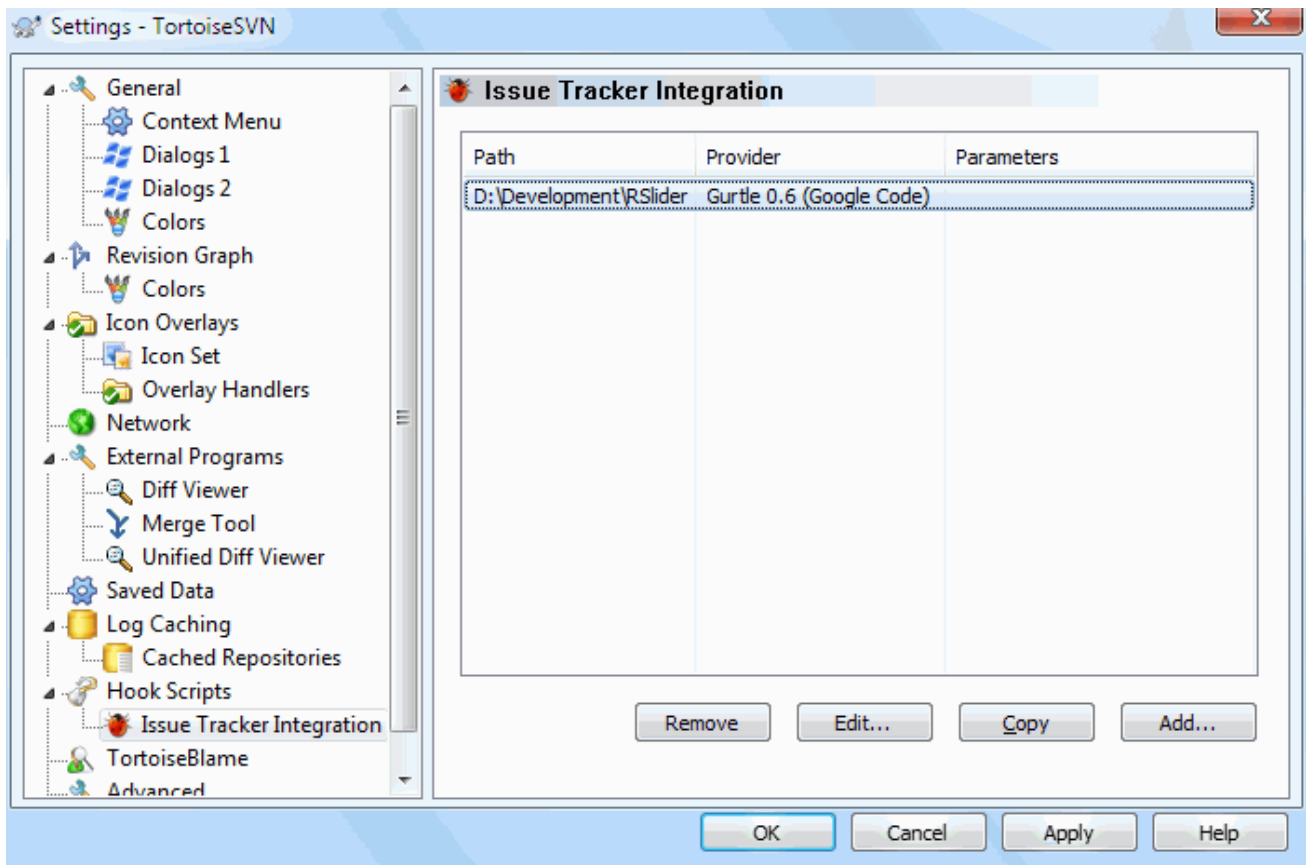 Settings - TortoiseSVN
General
Context Menu
Dialogs 1
Dialogs 2
Colors
Revision Graph
Colors
Icon Overlays
Icon Set
Overlay Handlers
Network
External Programs
Diff Viewer
Merge Tool
Unified Diff Viewer
Saved Data
Log Caching
Cached Repositories
Hook Scripts
Issue Tracker Integration
TortoiseBlame
Advanced
Issue Tracker Integration
Path Provider Parameters
D:\Development\RSlider Gurtle 0.6 (Google Code)
Remove Edit... Copy Add...
OK Cancel Apply Help